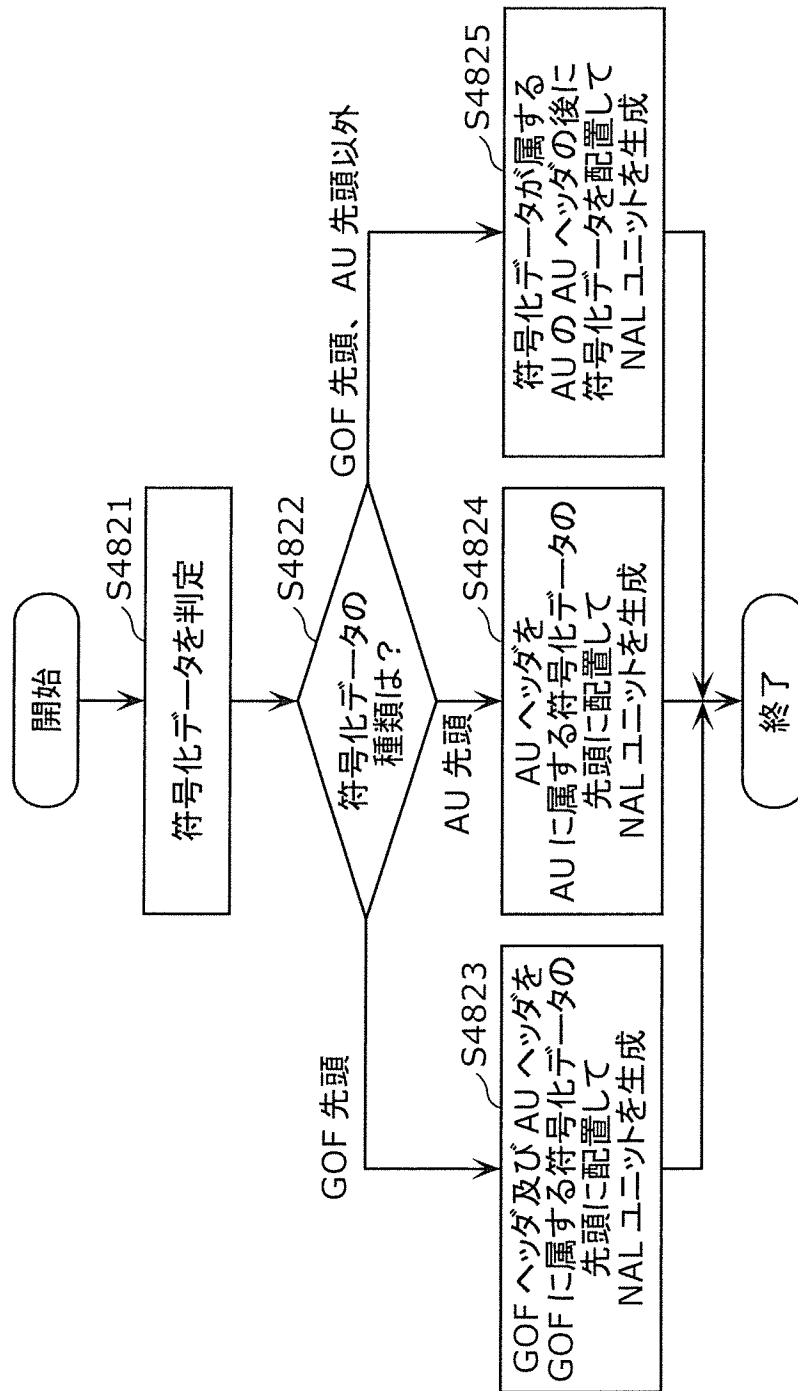 開始
S4821
符号化データを判定
S4822
符号化データの
種類は？
GOF 先頭
AU 先頭
GOF 先頭、AU 先頭以外
S4823
GOF ヘッダ及び AU ヘッダを
GOF に属する符号化データの
先頭に配置して
NAL ユニットを生成
S4824
AU ヘッダを
AU に属する符号化データの
先頭に配置して
NAL ユニットを生成
S4825
符号化データが属する
AU の AU ヘッダの後に
符号化データを配置して
NAL ユニットを生成
終了